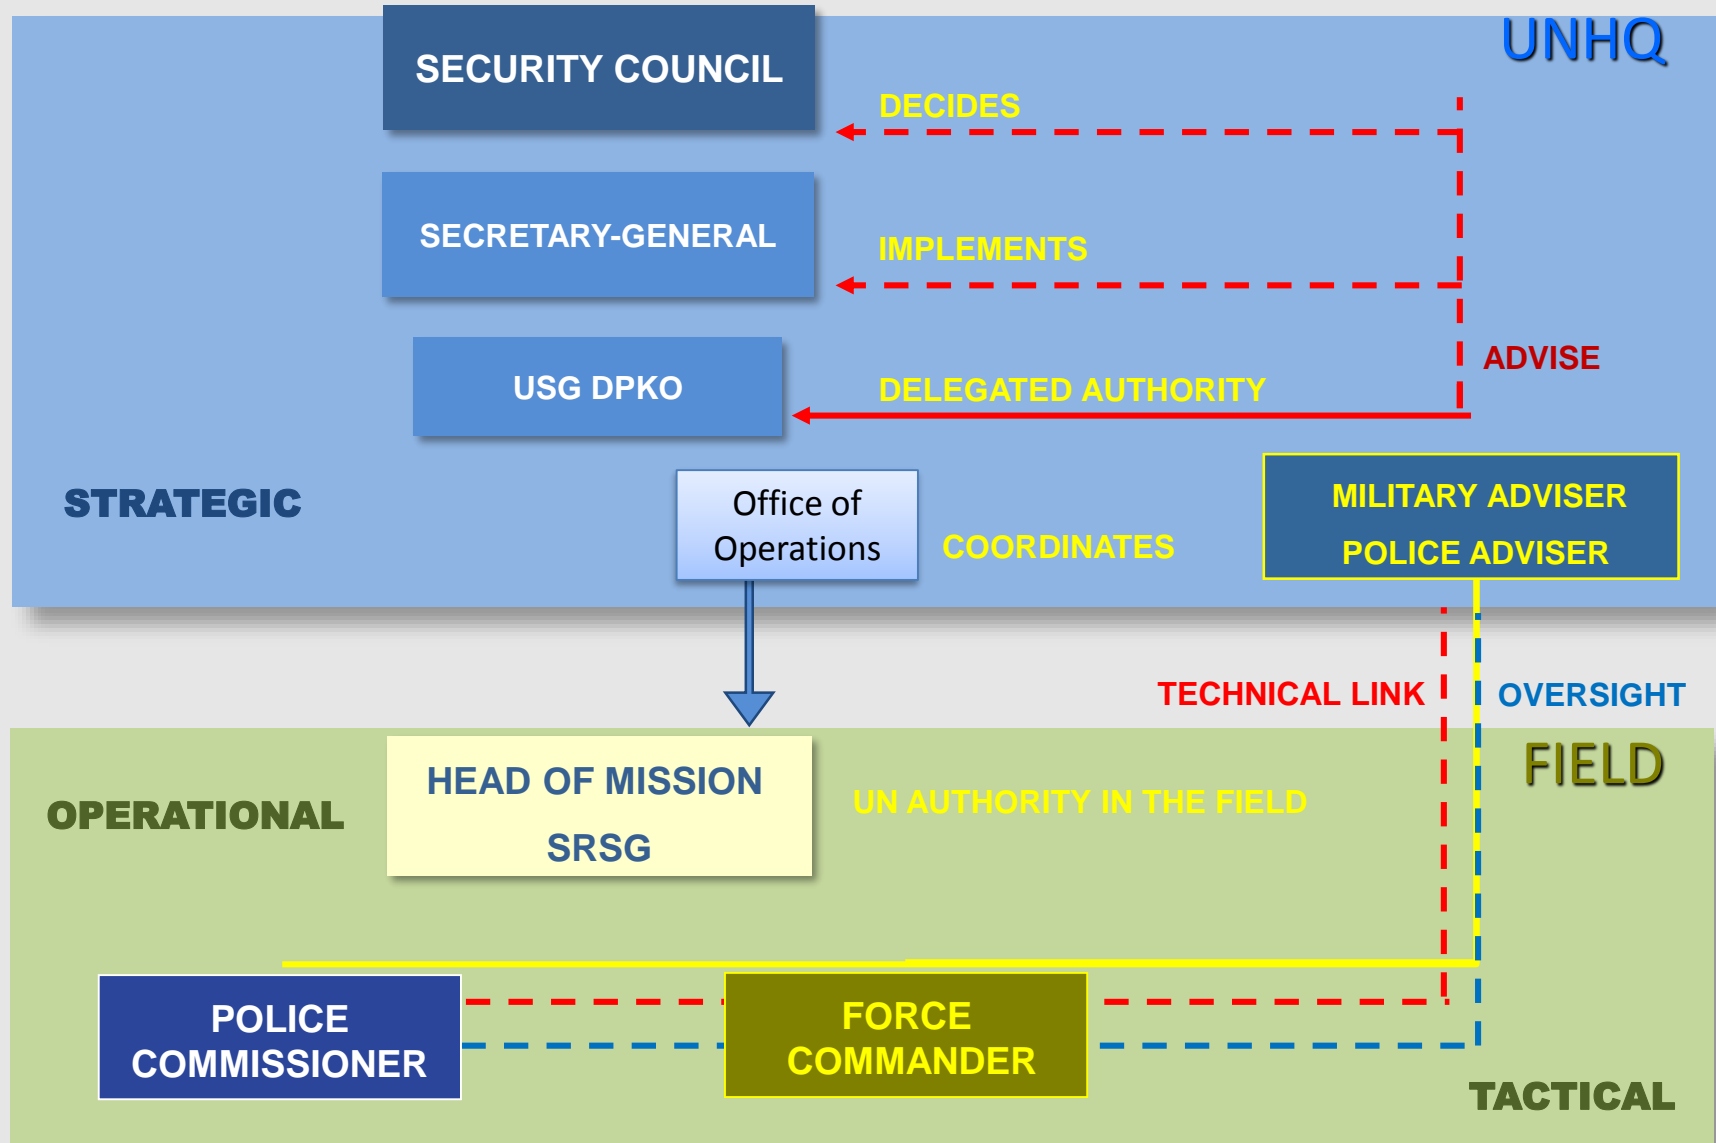 UNHQ
SECURITY COUNCIL
DECIDES
SECRETARY-GENERAL
IMPLEMENTS
ADVISE
USG DPKO
DELEGATED AUTHORITY
STRATEGIC
Office of
Operations
COORDINATES
MILITARY ADVISER
POLICE ADVISER
TECHNICAL LINK
OVERSIGHT
FIELD
OPERATIONAL
HEAD OF MISSION
SRSG
UN AUTHORITY IN THE FIELD
POLICE
COMMISSIONER
FORCE
COMMANDER
TACTICAL